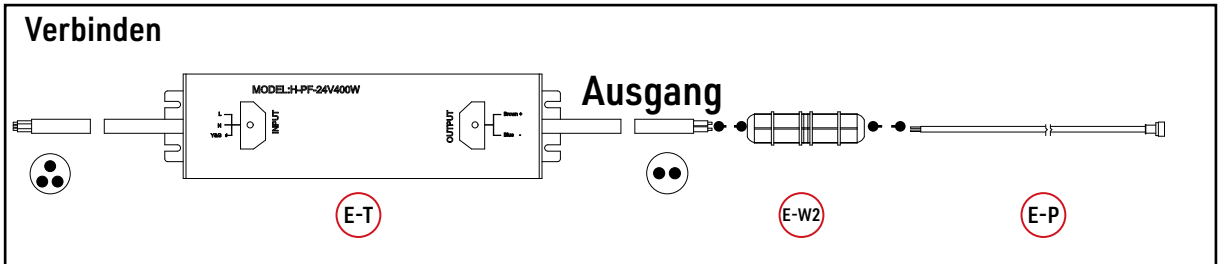 Verbinden
MODEL:H-PF-24V400W
Ausgang
L
N
Y&G
INPUT
OUTPUT
Brown +
Blue -
E-T
E-W2
E-P